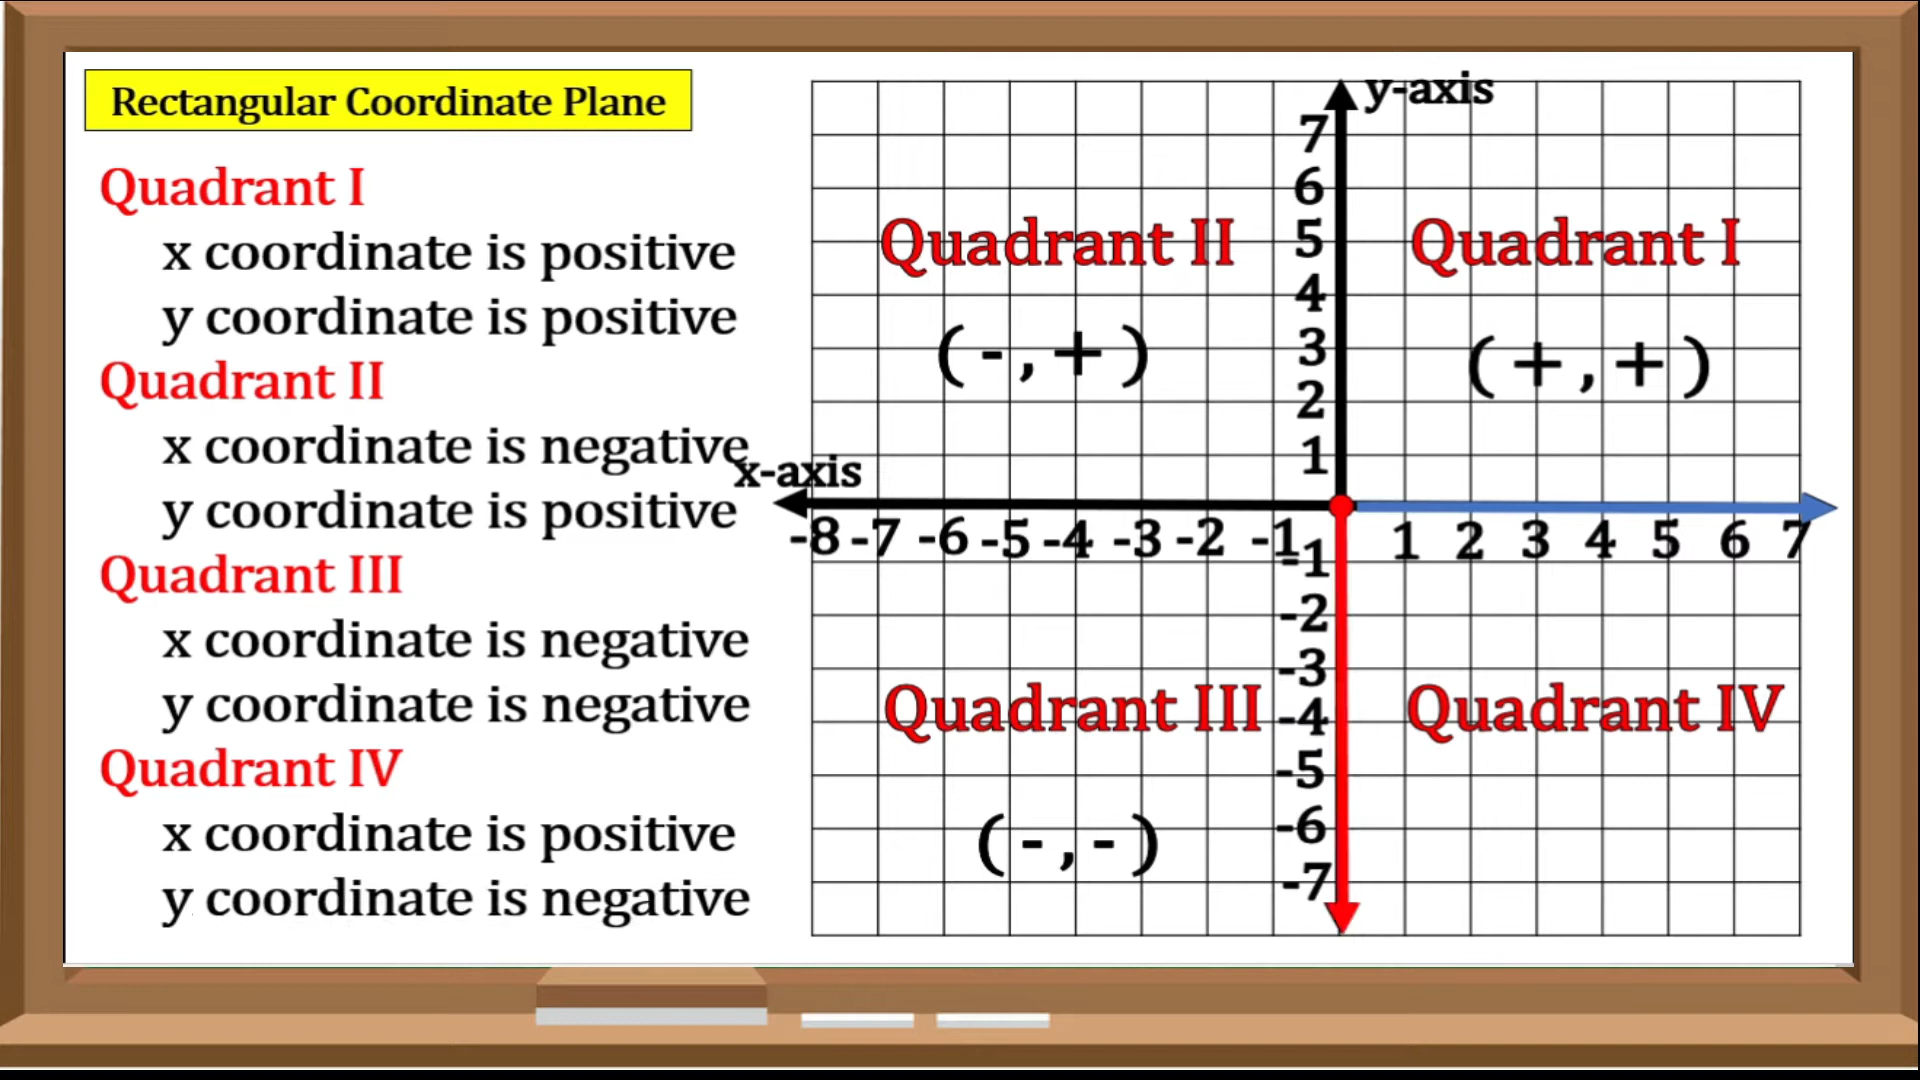 Rectangular Coordinate Plane
Quadrant I
x coordinate is positive
y coordinate is positive
Quadrant II
x coordinate is negative
y coordinate is positive
Quadrant III
x coordinate is negative
y coordinate is negative
Quadrant IV
x coordinate is positive
y coordinate is negative
y-axis
7
6
5
4
3
2
1
Quadrant II
Quadrant I
( - , + )
( + , + )
x-axis
-8 -7 -6 -5 -4 -3 -2 -1 1 2 3 4 5 6 7
-1
-2
-3
-4
-5
-6
-7
Quadrant III
Quadrant IV
( - , - )